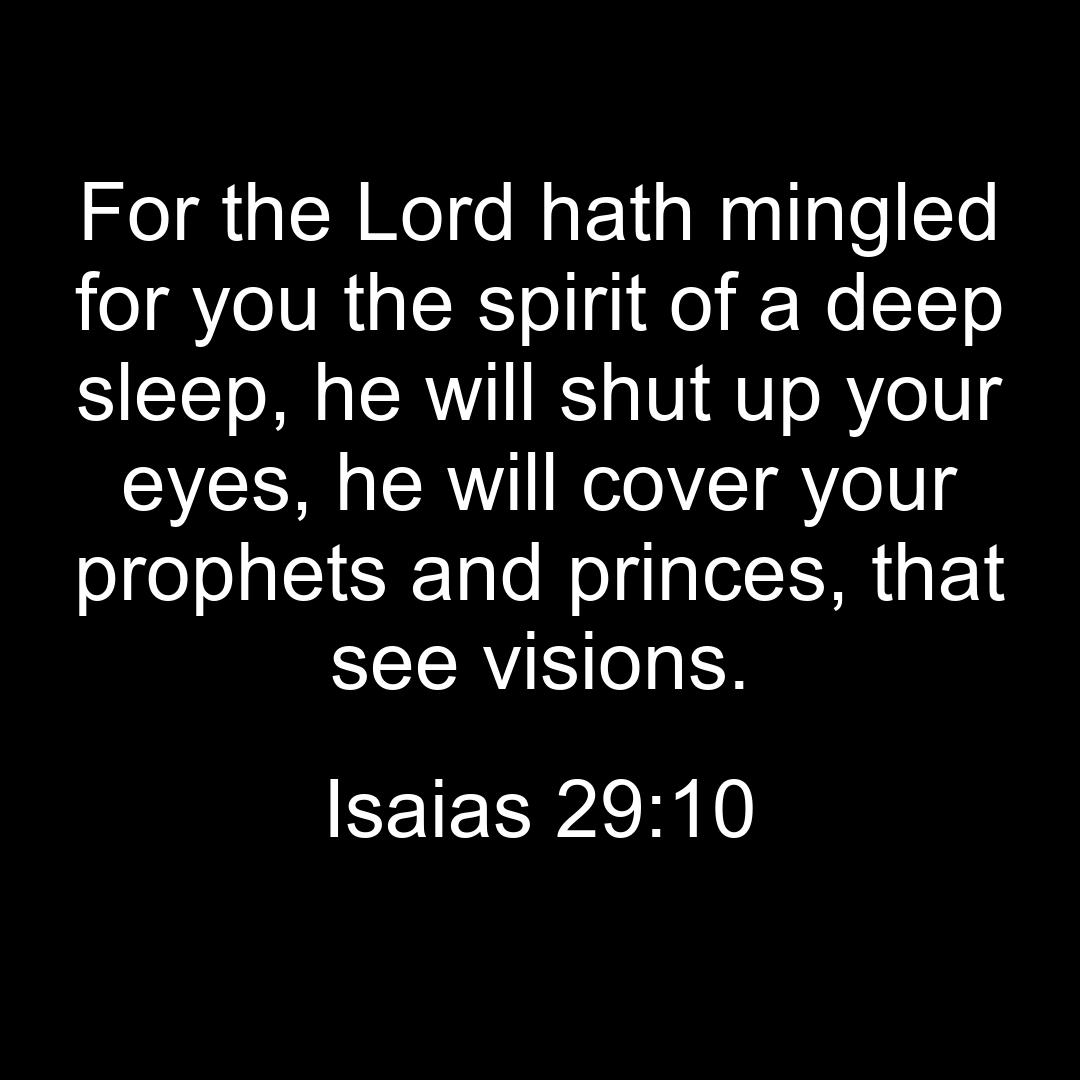 For the Lord hath mingled
for you the spirit of a deep
sleep, he will shut up your
eyes, he will cover your
prophets and princes, that
see visions.
Isaias 29:10